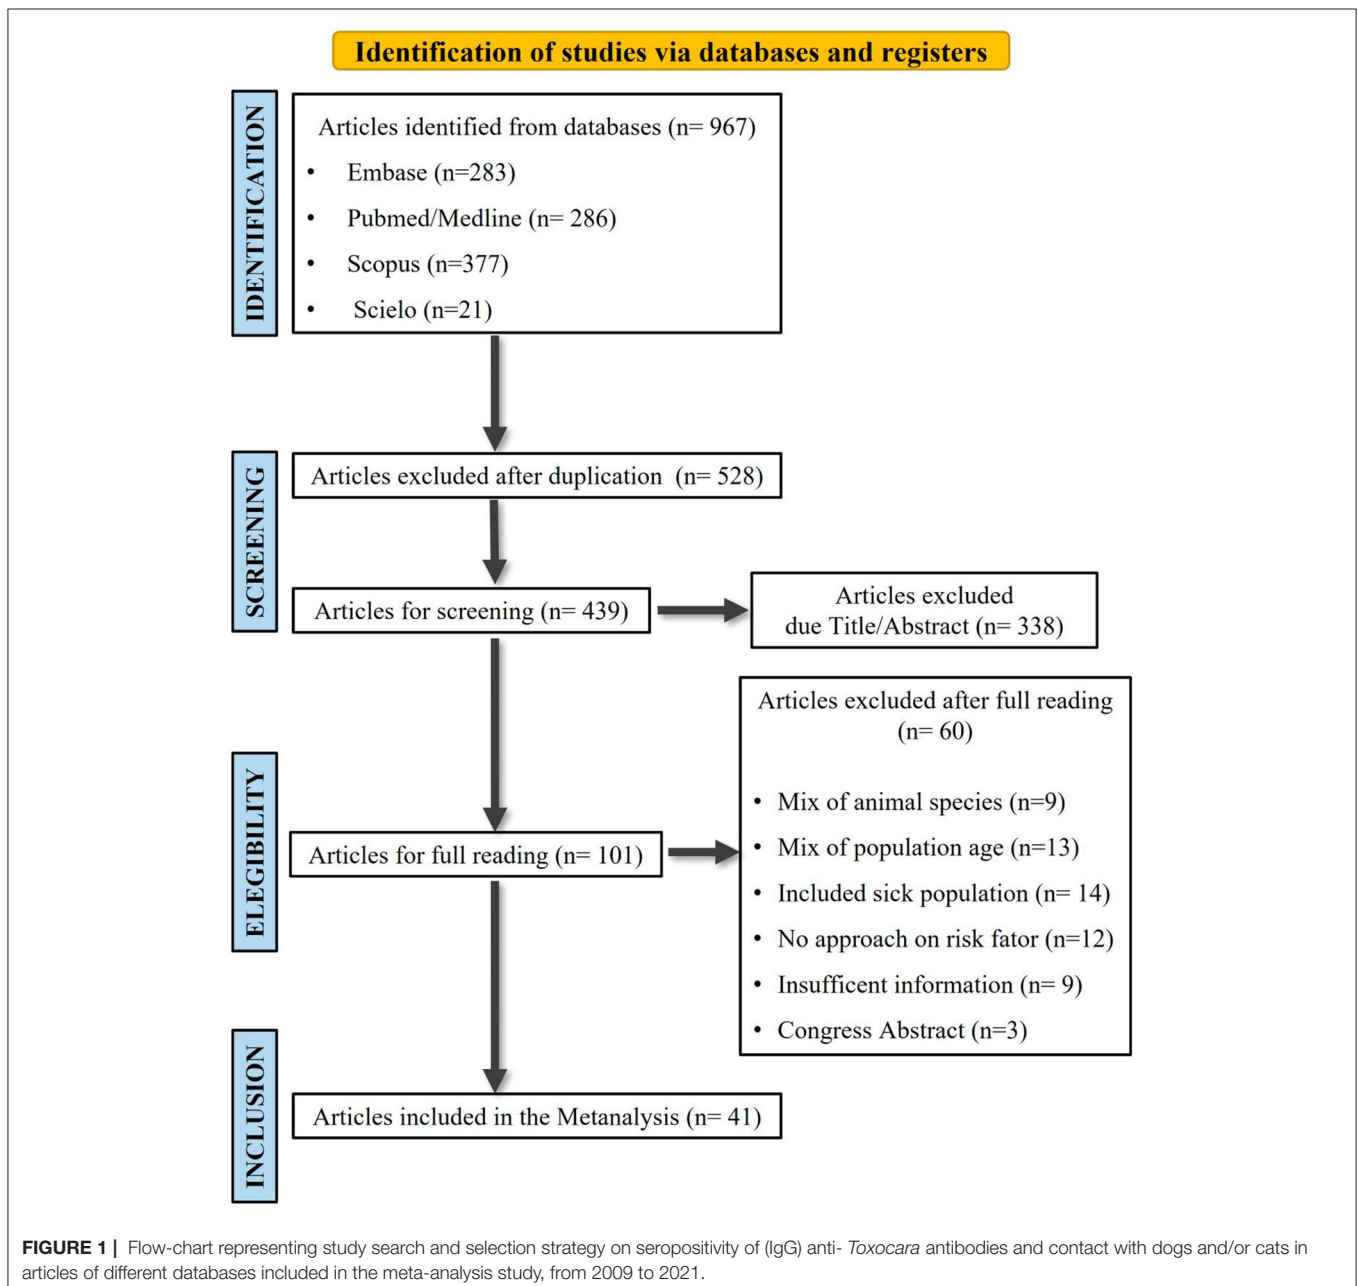 Identification of studies via databases and registers
IDENTIFICATION
Articles identified from databases (n= 967)
• Embase (n=283)
• Pubmed/Medline (n= 286)
• Scopus (n=377)
• Scielo (n=21)
SCREENING
Articles excluded after duplication (n= 528)
Articles for screening (n= 439)
Articles excluded
due Title/Abstract (n= 338)
ELEGIBILITY
Articles for full reading (n= 101)
Articles excluded after full reading
(n= 60)
• Mix of animal species (n=9)
• Mix of population age (n=13)
• Included sick population (n= 14)
• No approach on risk fator (n=12)
• Insufficent information (n= 9)
• Congress Abstract (n=3)
INCLUSION
Articles included in the Metanalysis (n= 41)
FIGURE 1 | Flow-chart representing study search and selection strategy on seropositivity of (IgG) anti- Toxocara antibodies and contact with dogs and/or cats in
articles of different databases included in the meta-analysis study, from 2009 to 2021.